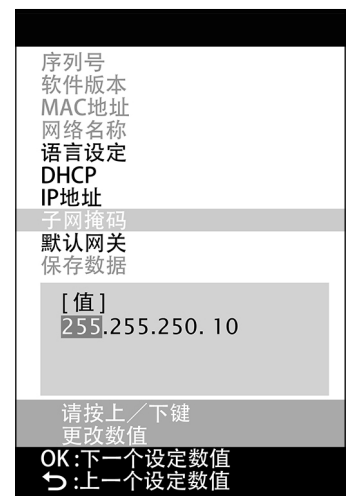 序列号
软件版本
MAC地址
网络名称
语言设定
DHCP
IP地址
子网掩码
默认网关
保存数据
[值]
255.255.250. 10
请按上／下键
更改数值
OK:下一个设定数值
⮌:上一个设定数值